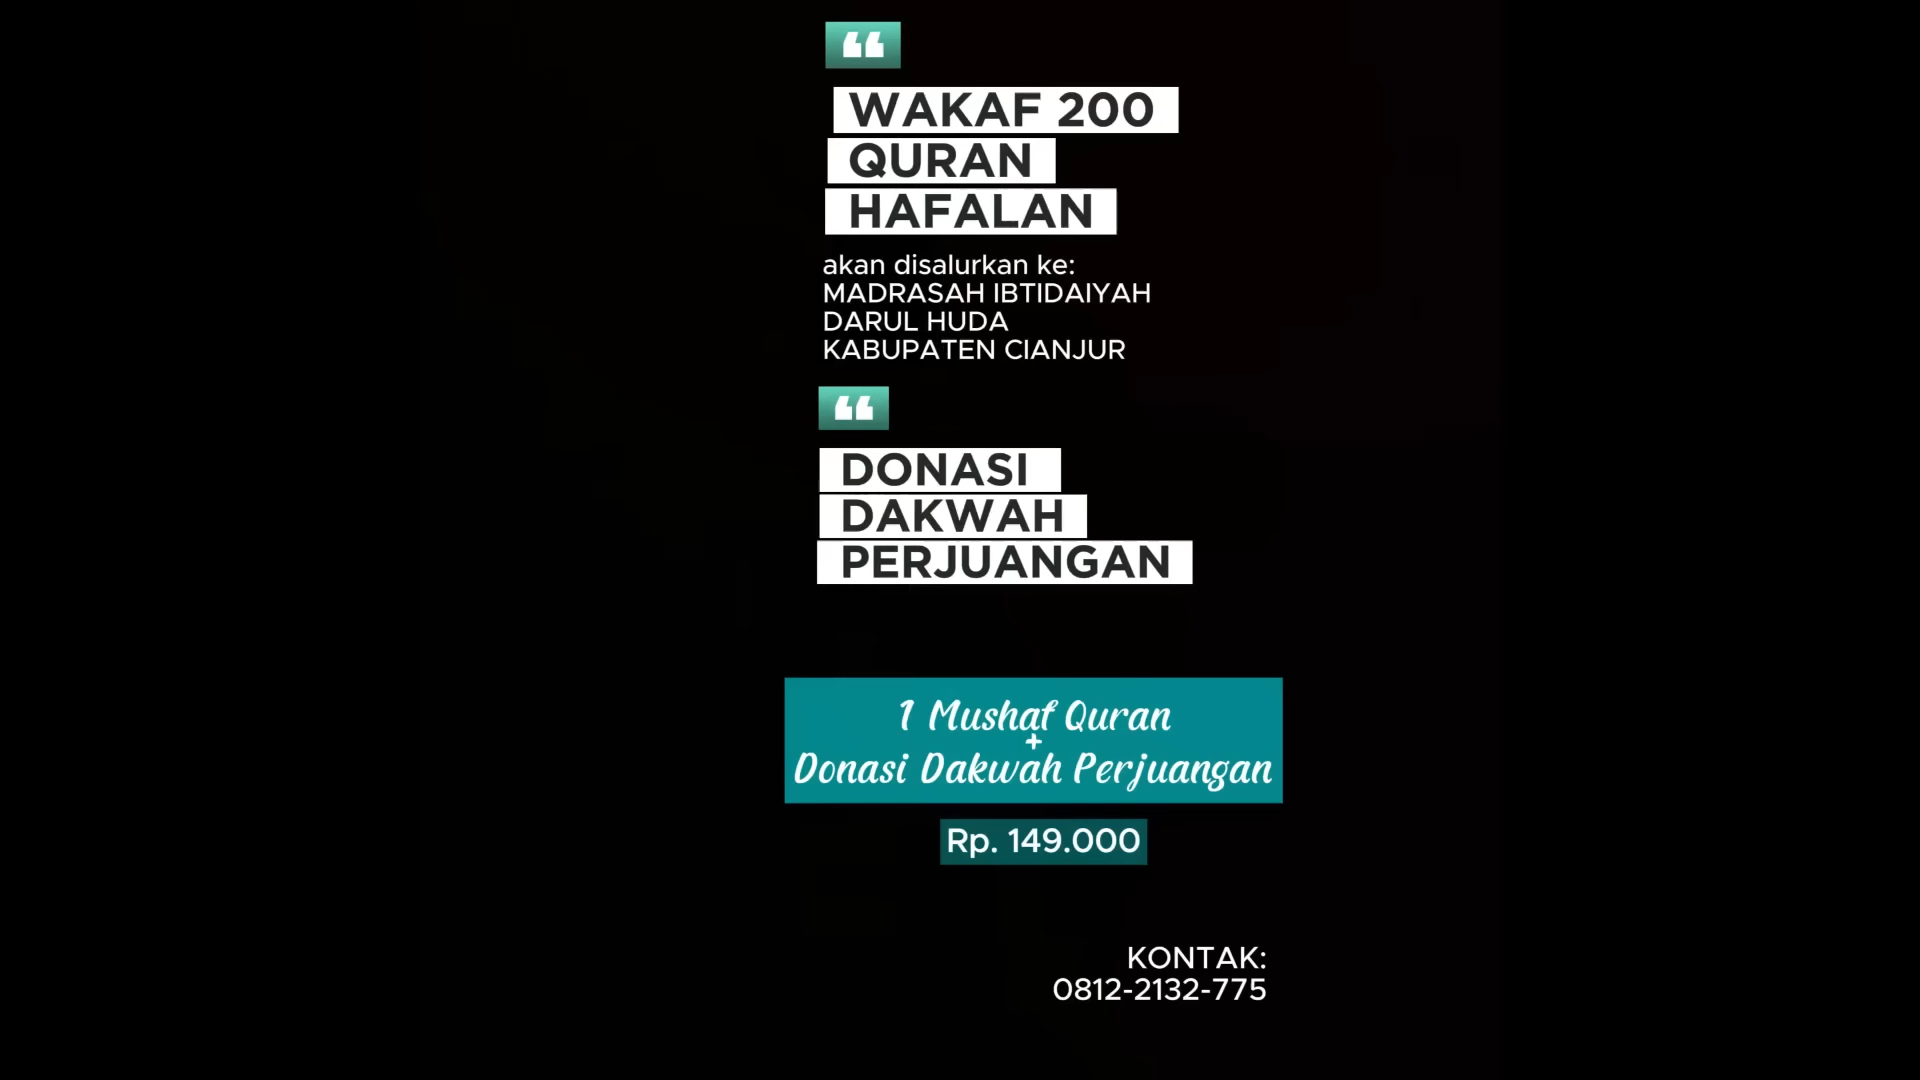 WAKAF 200
QURAN
HAFALAN
akan disalurkan ke:
MADRASAH IBTIDAIYAH
DARUL HUDA
KABUPATEN CIANJUR
DONASI
DAKWAH
PERJUANGAN
1 Mushaf Quran
+
Donasi Dakwah Perjuangan
Rp. 149.000
KONTAK:
0812-2132-775